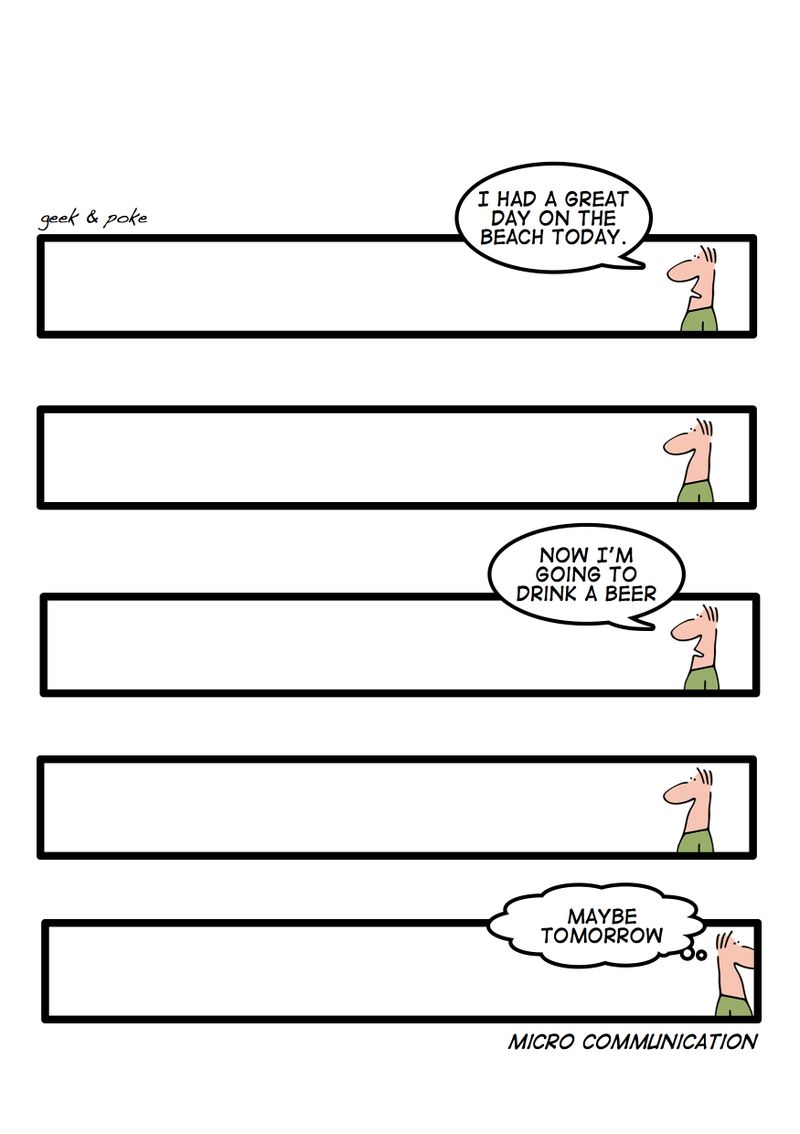 geek & poke
I HAD A GREAT
DAY ON THE
BEACH TODAY.
NOW I'M
GOING TO
DRINK A BEER
MAYBE
TOMORROW
MICRO COMMUNICATION